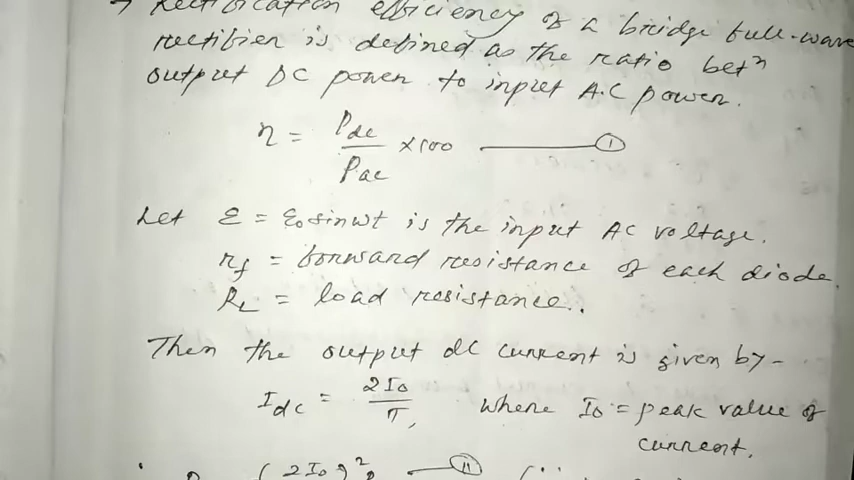 → Rectification efficiency of a bridge full-wave
rectifier is defined as the ratio betⁿ
output DC power to input A.C power.
η = Pdc / Pac × 100 —— ①
Let ε = ε₀ sinωt is the input AC voltage.
rf = forward resistance of each diode.
RL = load resistance.
Then the output dc current is given by -
Idc = 2I₀ / π, where I₀ = peak value of
current.
(2I₀ )² —— ⑪